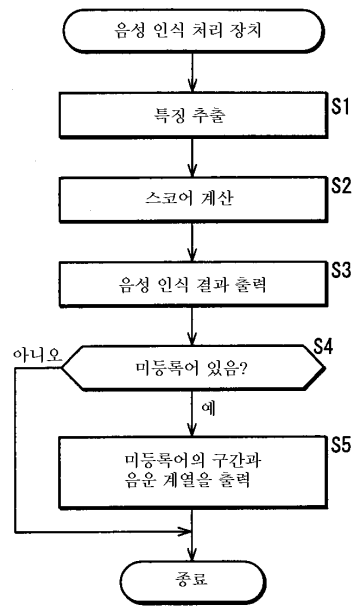 음성 인식 처리 장치
특징 추출
S1
스코어 계산
S2
음성 인식 결과 출력
S3
미등록어 있음?
S4
아니오
예
미등록어의 구간과
음운 계열을 출력
S5
종료